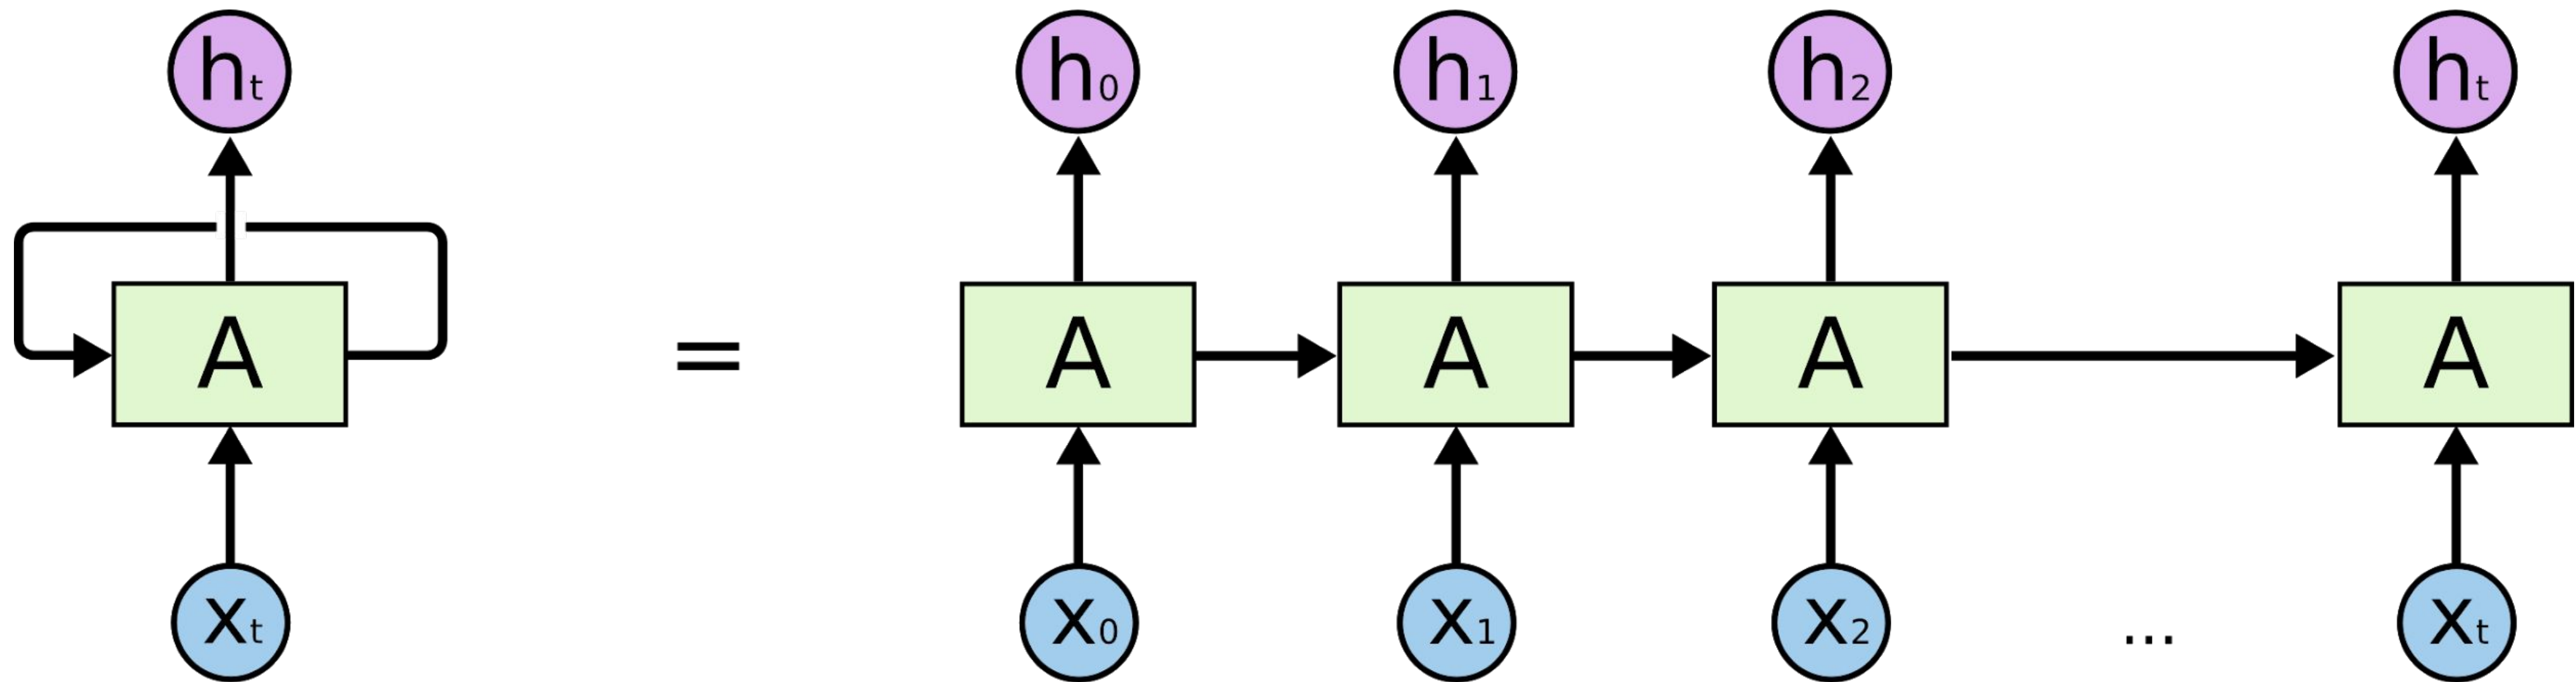 hₜ h₀ h₁ h₂ hₜ
A = A A A A
xₜ x₀ x₁ x₂ ... xₜ